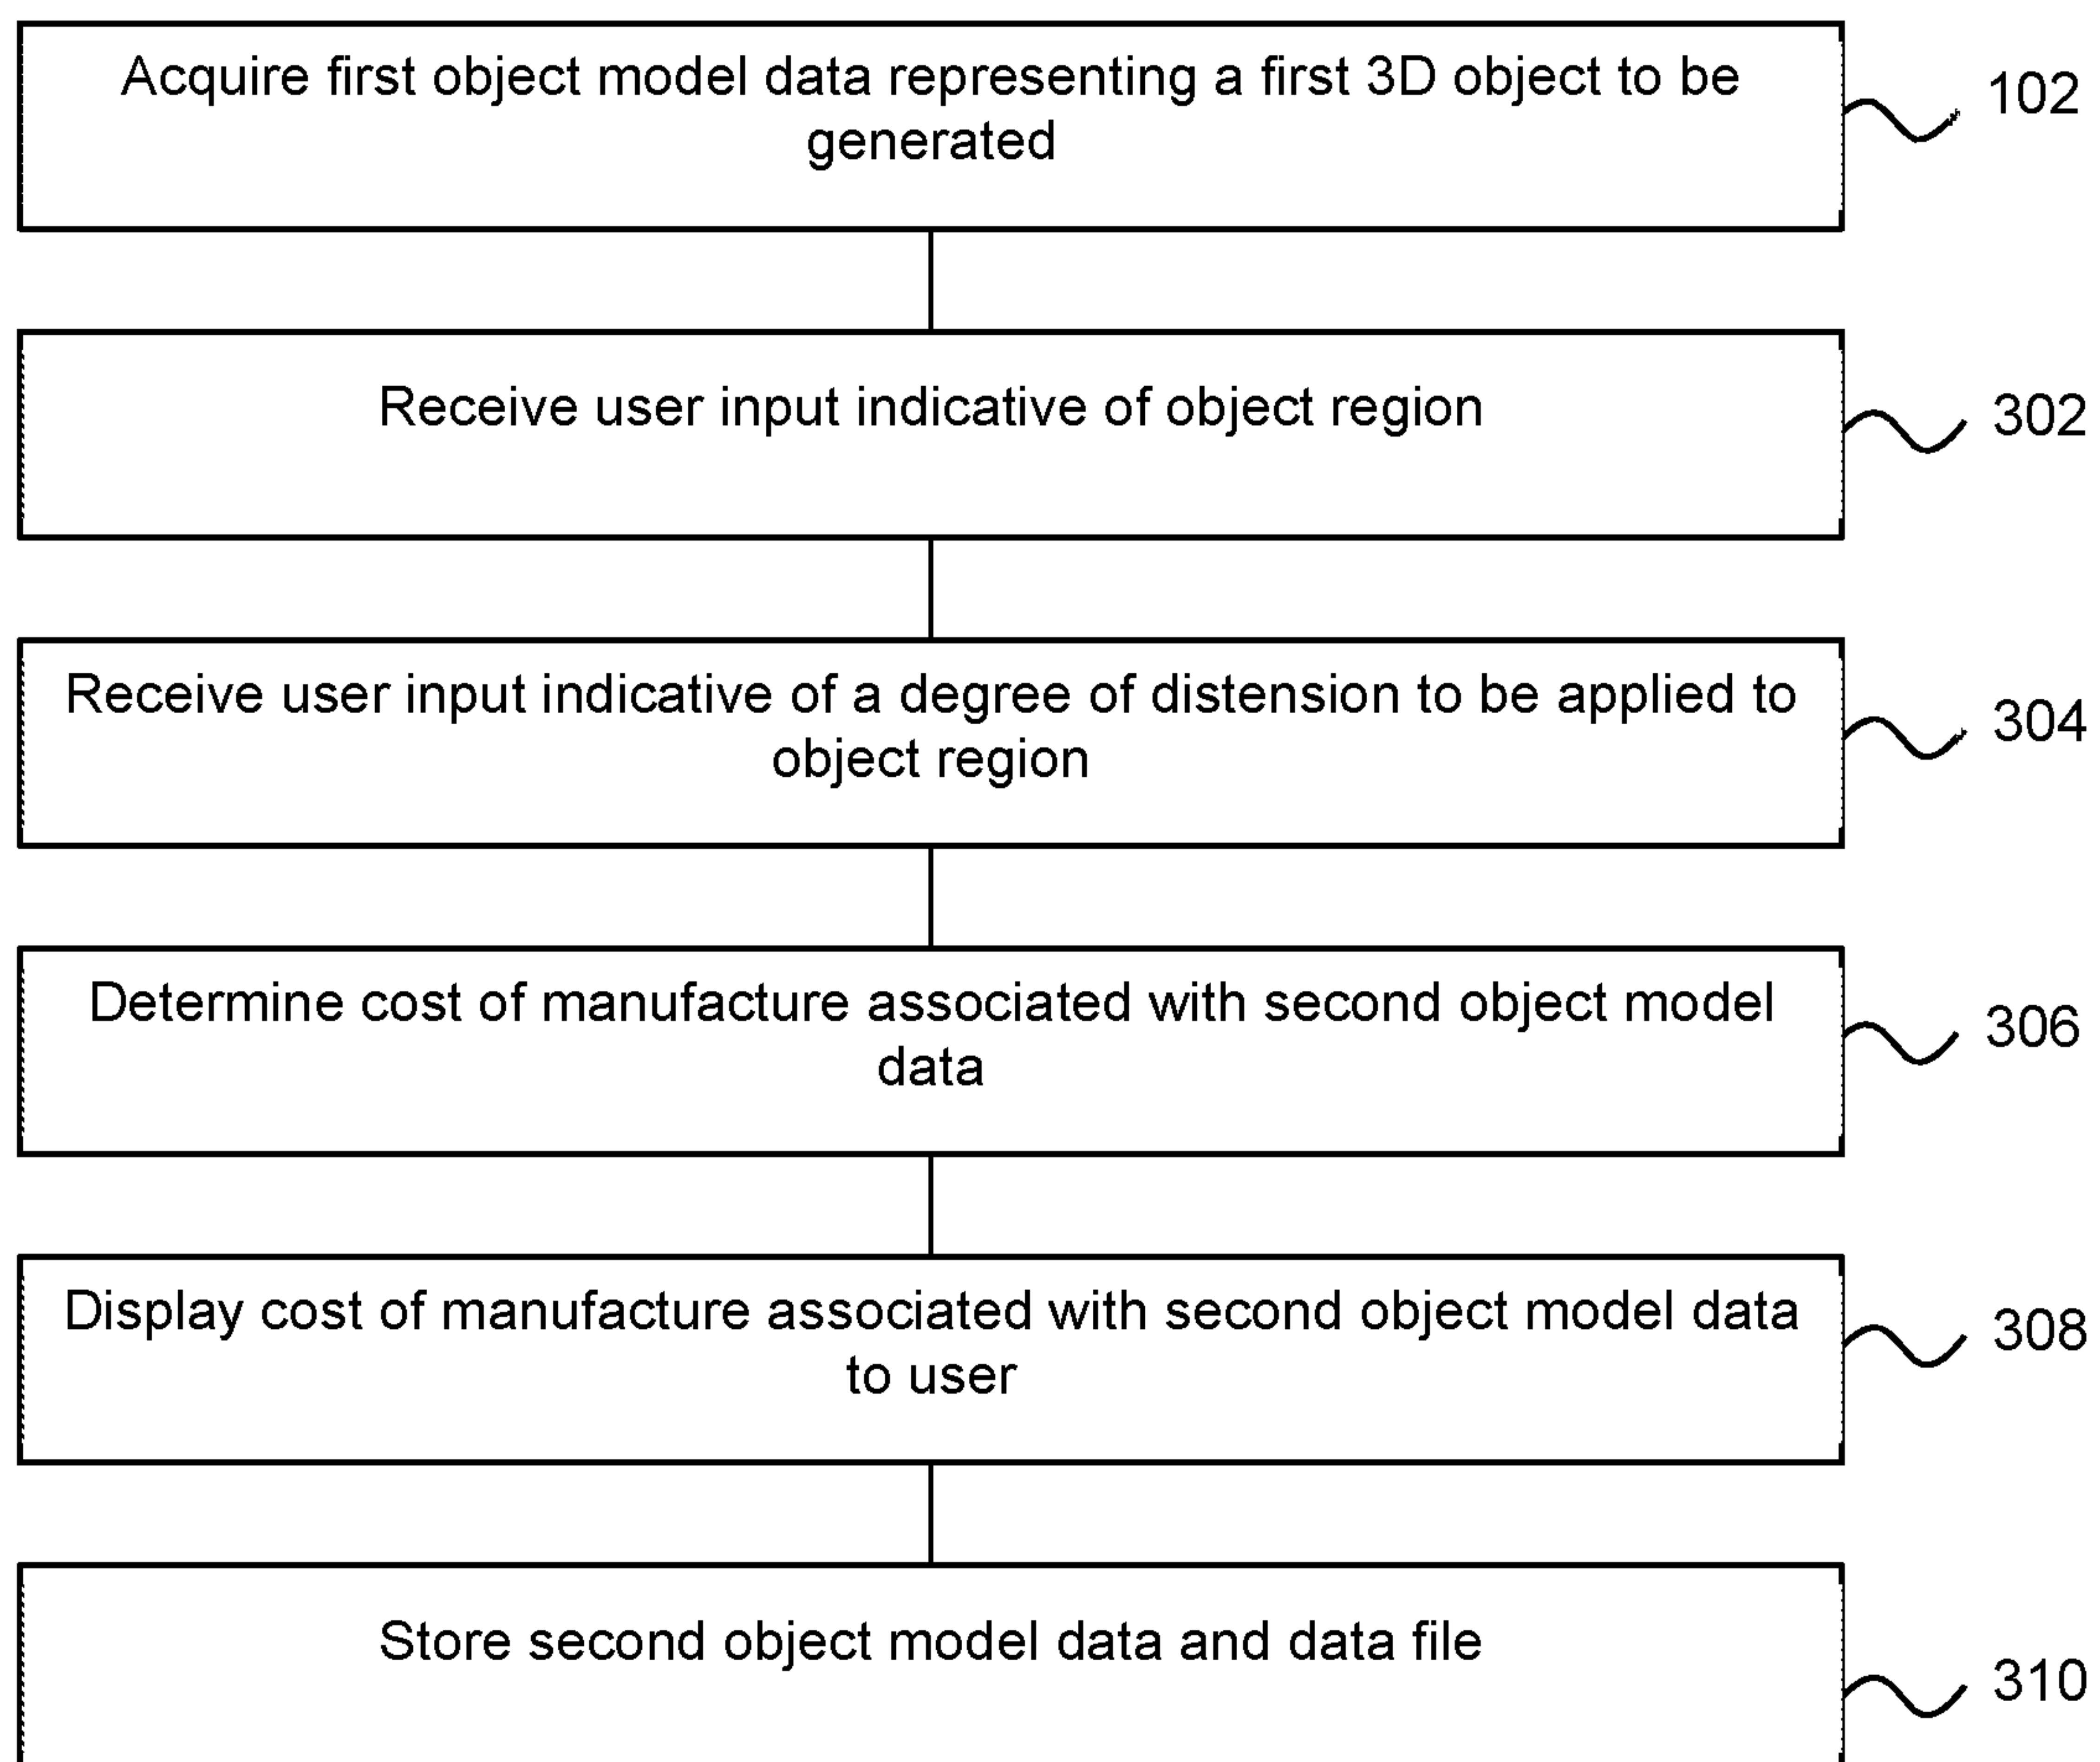 Acquire first object model data representing a first 3D object to be
generated
102
Receive user input indicative of object region
302
Receive user input indicative of a degree of distension to be applied to
object region
304
Determine cost of manufacture associated with second object model
data
306
Display cost of manufacture associated with second object model data
to user
308
Store second object model data and data file
310